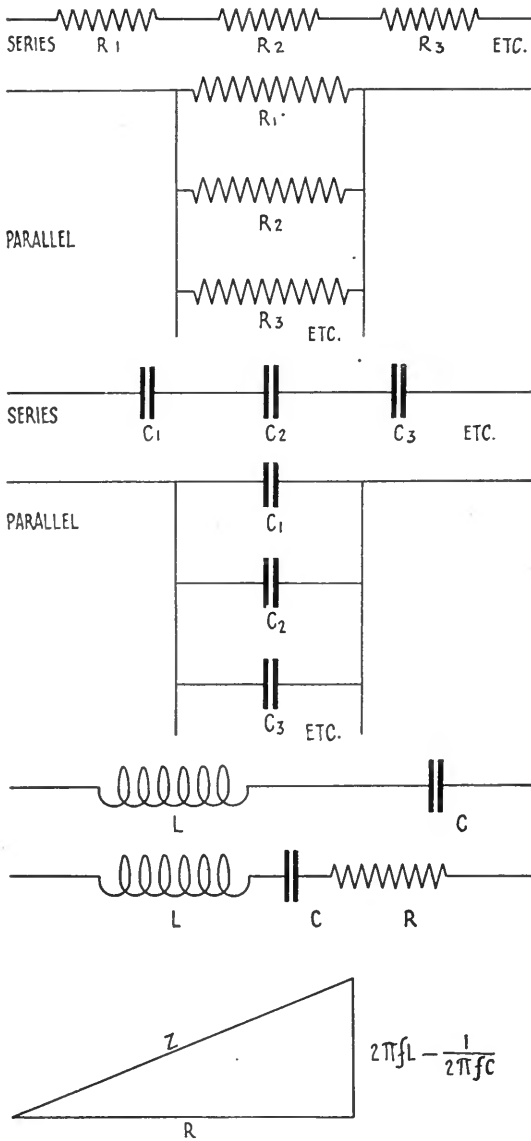 SERIES R1 R2 R3 ETC.
R1
R2
PARALLEL
R3
ETC.
SERIES C1 C2 C3 ETC.
C1
PARALLEL
C2
C3
ETC.
L C
L C R
Z
2πfL – 1/2πfC
R